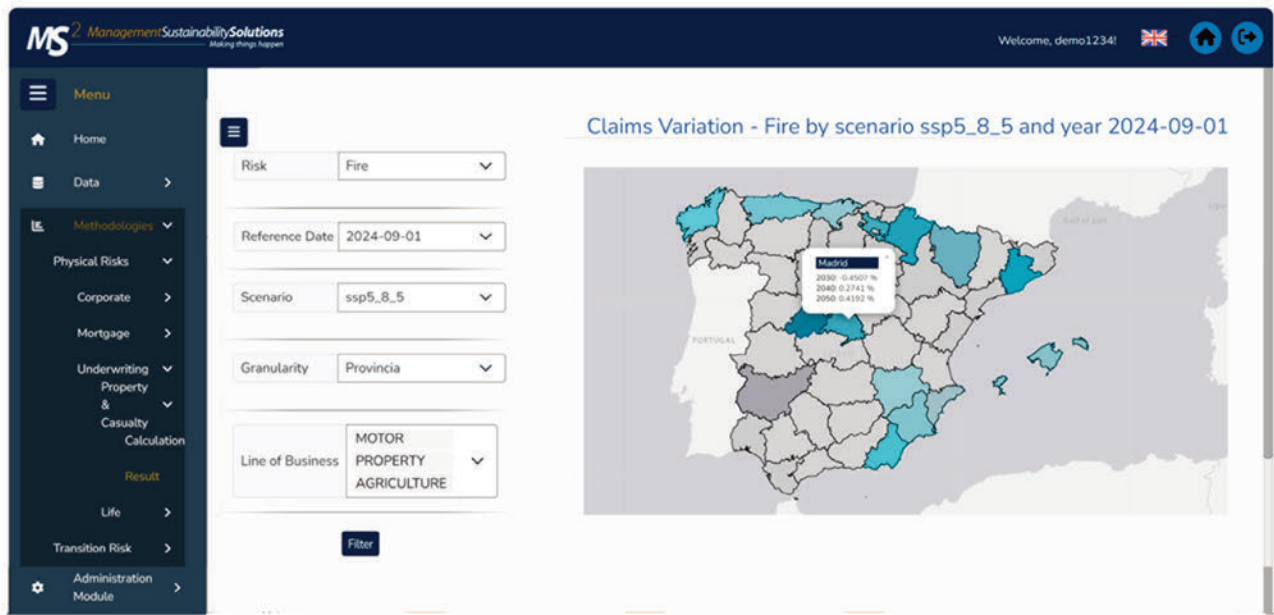 MS2 ManagementSustainabilitySolutions
Making things happen
Welcome, demo1234!
Menu
Home
Data
Methodologies
Physical Risks
Corporate
Mortgage
Underwriting
Property
&
Casualty
Calculation
Result
Life
Transition Risk
Administration
Module
Risk
Fire
Reference Date
2024-09-01
Scenario
ssp5_8_5
Granularity
Provincia
Line of Business
MOTOR
PROPERTY
AGRICULTURE
Filter
Claims Variation - Fire by scenario ssp5_8_5 and year 2024-09-01
Madrid
2030: -0.4507 %
2040: 0.2741 %
2050: 0.4192 %
PORTUGAL